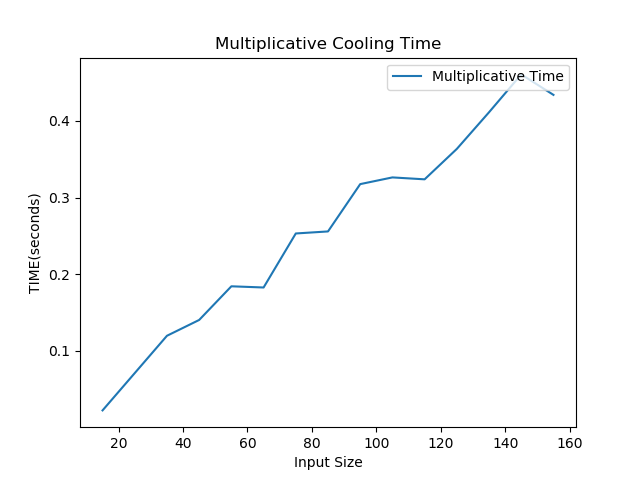 Multiplicative Cooling Time
Multiplicative Time
TIME(seconds)
0.4
0.3
0.2
0.1
20 40 60 80 100 120 140 160
Input Size